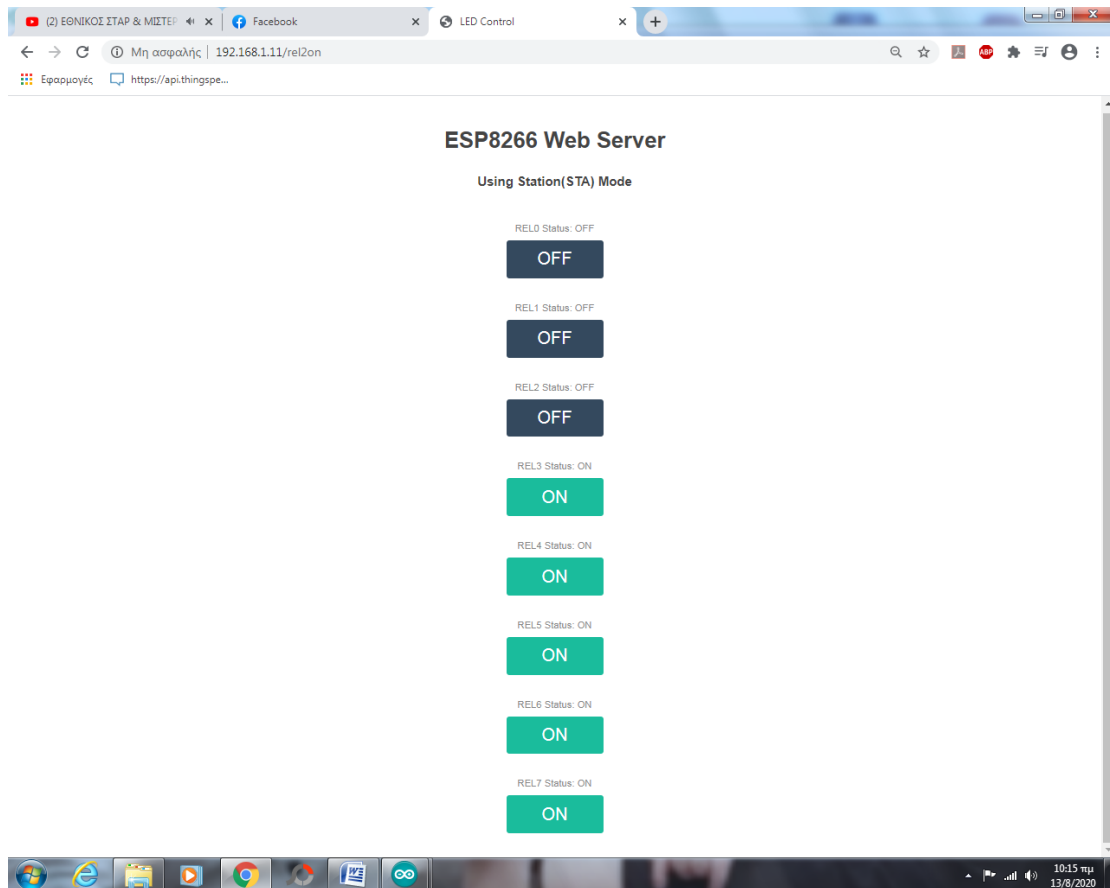 (2) ΕΘΝΙΚΟΣ ΣΤΑΡ & ΜΙΣΤΕΡ
Facebook
LED Control
Μη ασφαλής | 192.168.1.11/rel2on
ABP
Εφαρμογές
https://api.thingspe...
ESP8266 Web Server
Using Station(STA) Mode
REL0 Status: OFF
OFF
REL1 Status: OFF
OFF
REL2 Status: OFF
OFF
REL3 Status: ON
ON
REL4 Status: ON
ON
REL5 Status: ON
ON
REL6 Status: ON
ON
REL7 Status: ON
ON
10:15 πμ
13/8/2020